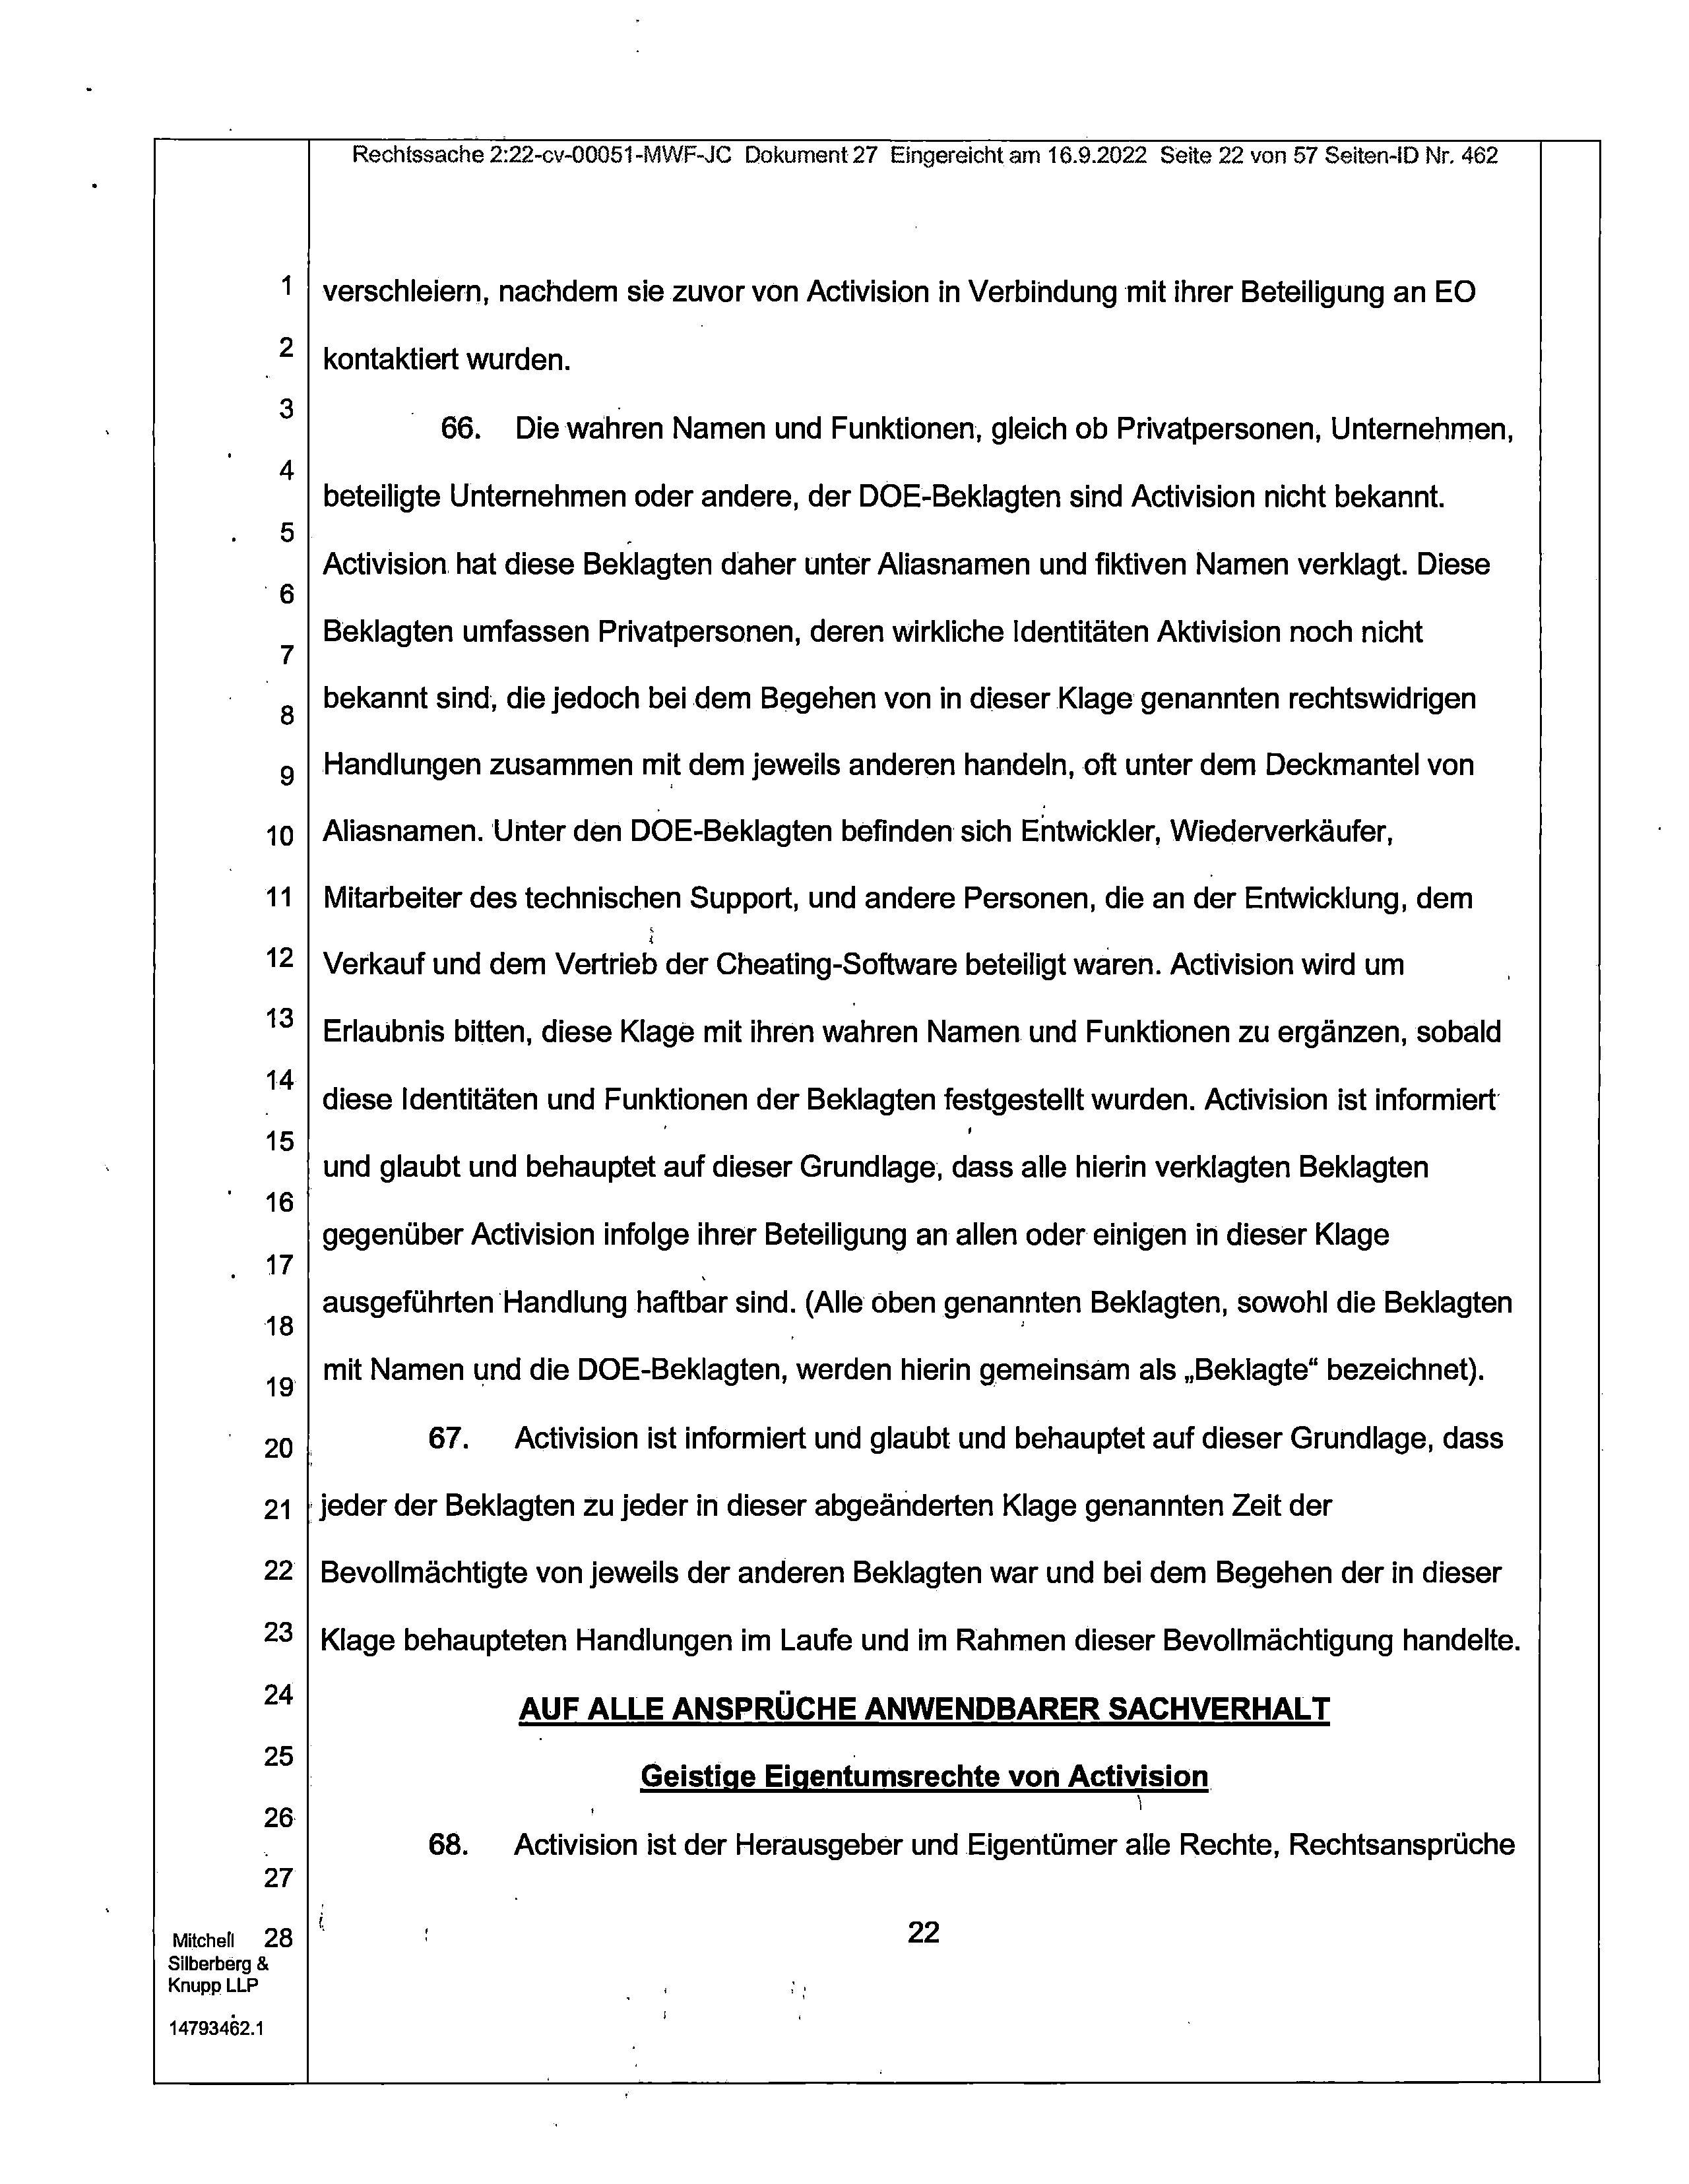 Rechtssache 2:22-cv-00051-MWF-JC Dokument 27 Eingereicht am 16.9.2022 Seite 22 von 57 Seiten-ID Nr. 462
1 verschleiern, nachdem sie zuvor von Activision in Verbindung mit ihrer Beteiligung an EO
2 kontaktiert wurden.
3 66. Die wahren Namen und Funktionen, gleich ob Privatpersonen, Unternehmen,
4 beteiligte Unternehmen oder andere, der DOE-Beklagten sind Activision nicht bekannt.
5 Activision hat diese Beklagten daher unter Aliasnamen und fiktiven Namen verklagt. Diese
6
7 Beklagten umfassen Privatpersonen, deren wirkliche Identitäten Aktivision noch nicht
8 bekannt sind, die jedoch bei dem Begehen von in dieser Klage genannten rechtswidrigen
9 Handlungen zusammen mit dem jeweils anderen handeln, oft unter dem Deckmantel von
10 Aliasnamen. Unter den DOE-Beklagten befinden sich Entwickler, Wiederverkäufer,
11 Mitarbeiter des technischen Support, und andere Personen, die an der Entwicklung, dem
12 Verkauf und dem Vertrieb der Cheating-Software beteiligt waren. Activision wird um
13 Erlaubnis bitten, diese Klage mit ihren wahren Namen und Funktionen zu ergänzen, sobald
14 diese Identitäten und Funktionen der Beklagten festgestellt wurden. Activision ist informiert
15 und glaubt und behauptet auf dieser Grundlage, dass alle hierin verklagten Beklagten
16 gegenüber Activision infolge ihrer Beteiligung an allen oder einigen in dieser Klage
17 ausgeführten Handlung haftbar sind. (Alle oben genannten Beklagten, sowohl die Beklagten
18
19 mit Namen und die DOE-Beklagten, werden hierin gemeinsam als „Beklagte“ bezeichnet).
20 67. Activision ist informiert und glaubt und behauptet auf dieser Grundlage, dass
21 jeder der Beklagten zu jeder in dieser abgeänderten Klage genannten Zeit der
22 Bevollmächtigte von jeweils der anderen Beklagten war und bei dem Begehen der in dieser
23 Klage behaupteten Handlungen im Laufe und im Rahmen dieser Bevollmächtigung handelte.
24 AUF ALLE ANSPRÜCHE ANWENDBARER SACHVERHALT
25 Geistige Eigentumsrechte von Activision
26
68. Activision ist der Herausgeber und Eigentümer alle Rechte, Rechtsansprüche
27
28 22
Mitchell
Silberberg &
Knupp LLP
14793462.1